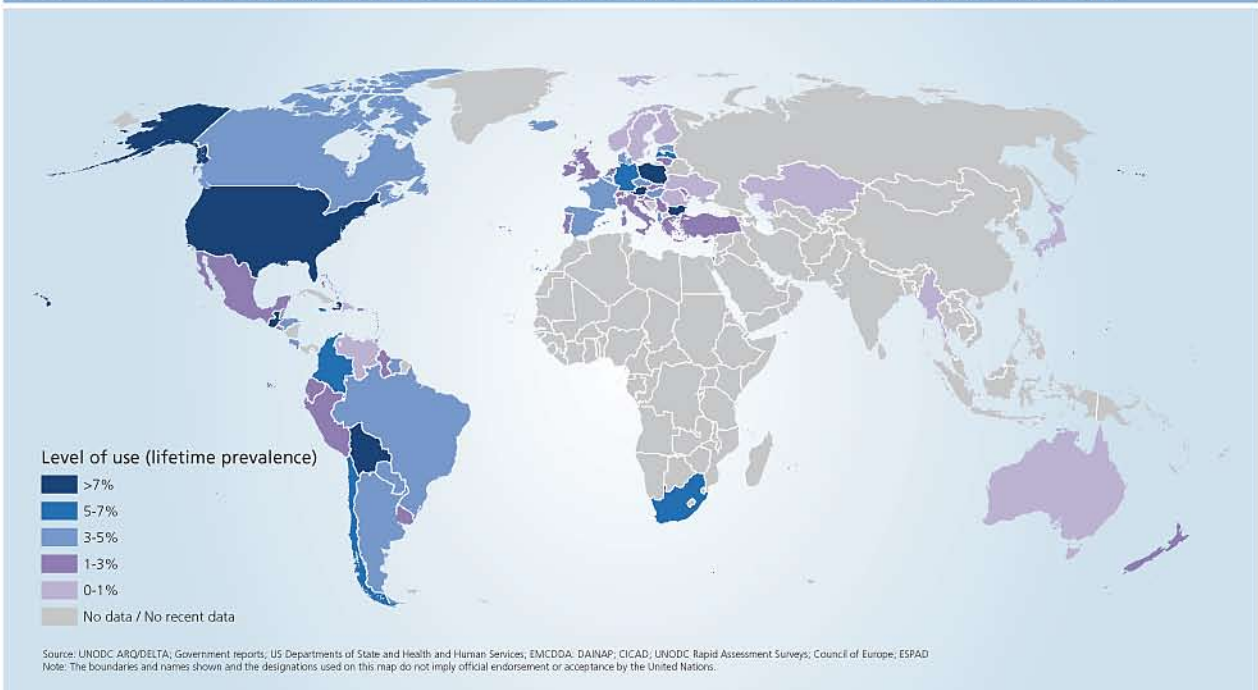 Level of use (lifetime prevalence)
>7%
5-7%
3-5%
1-3%
0-1%
No data / No recent data
Source: UNODC ARQ/DELTA; Government reports; US Departments of State and Health and Human Services; EMCDDA: DAINAP; CICAD; UNODC Rapid Assessment Surveys; Council of Europe; ESPAD
Note: The boundaries and names shown and the designations used on this map do not imply official endorsement or acceptance by the United Nations.